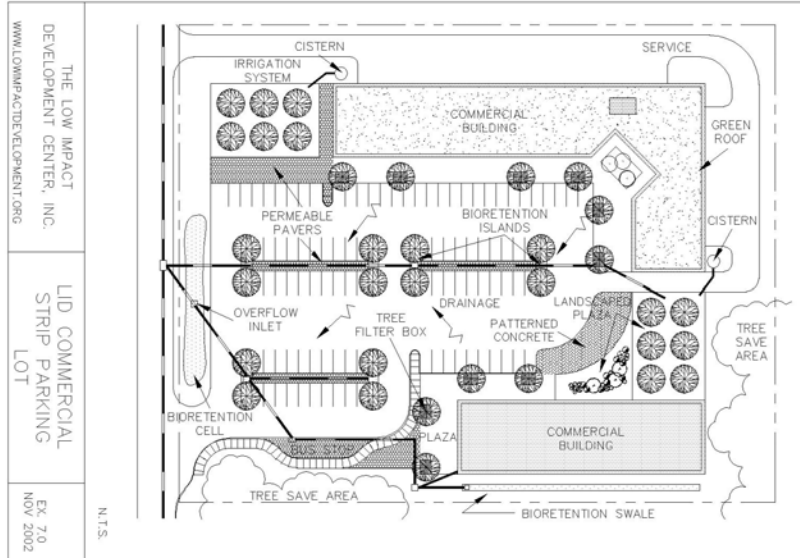 THE LOW IMPACT
DEVELOPMENT CENTER, INC.
WWW.LOWIMPACTDEVELOPMENT.ORG
LID COMMERCIAL
STRIP PARKING
LOT
EX. 7.0
NOV 2002
N.T.S.
CISTERN
IRRIGATION
SYSTEM
SERVICE
COMMERCIAL
BUILDING
GREEN
ROOF
PERMEABLE
PAVERS
BIORETENTION
ISLANDS
CISTERN
OVERFLOW
INLET
DRAINAGE
LANDSCAPED
PLAZA
TREE
FILTER BOX
PATTERNED
CONCRETE
TREE
SAVE
AREA
BIORETENTION
CELL
PLAZA
COMMERCIAL
BUILDING
BUS STOP
TREE SAVE AREA
BIORETENTION SWALE